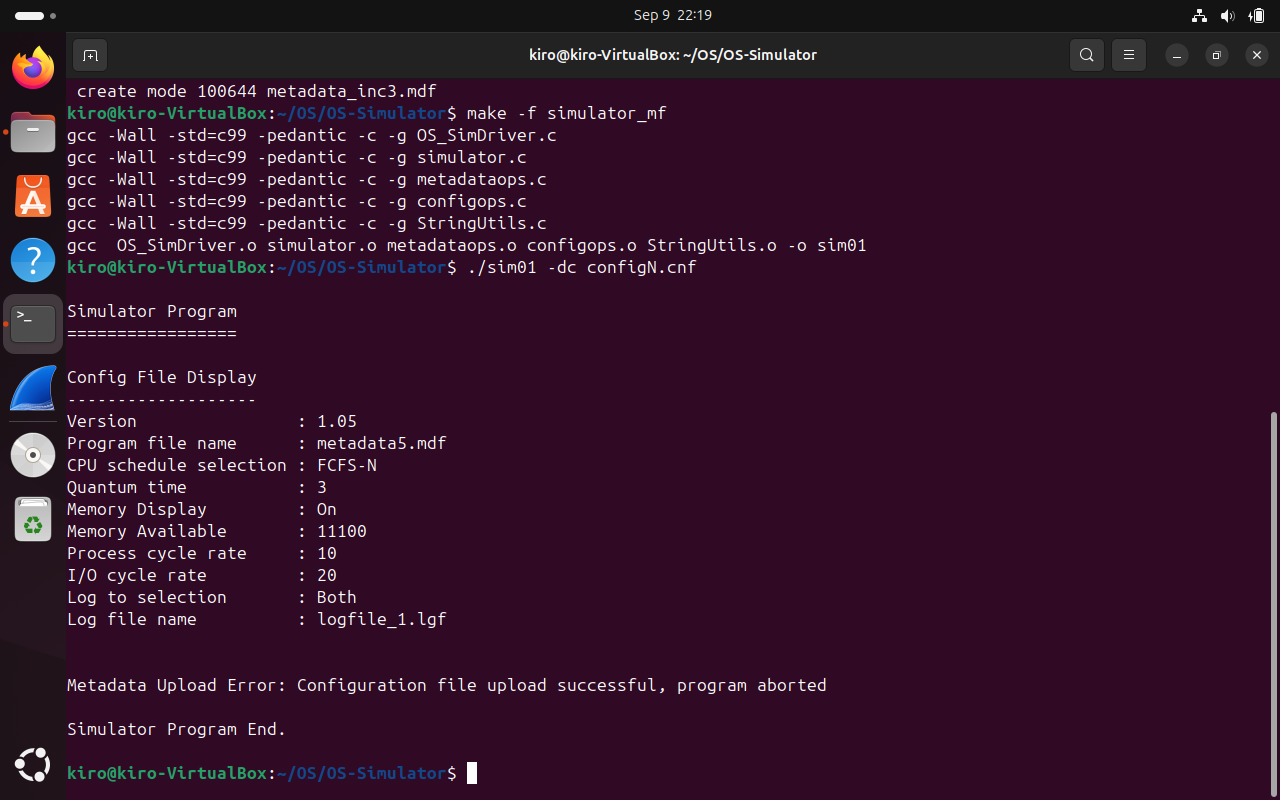 Sep 9 22:19
kiro@kiro-VirtualBox: ~/OS/OS-Simulator
create mode 100644 metadata_inc3.mdf
kiro@kiro-VirtualBox:~/OS/OS-Simulator$ make -f simulator_mf
gcc -Wall -std=c99 -pedantic -c -g OS_SimDriver.c
gcc -Wall -std=c99 -pedantic -c -g simulator.c
gcc -Wall -std=c99 -pedantic -c -g metadataops.c
gcc -Wall -std=c99 -pedantic -c -g configops.c
gcc -Wall -std=c99 -pedantic -c -g StringUtils.c
gcc  OS_SimDriver.o simulator.o metadataops.o configops.o StringUtils.o -o sim01
kiro@kiro-VirtualBox:~/OS/OS-Simulator$ ./sim01 -dc configN.cnf
Simulator Program
=================
Config File Display
-------------------
Version                : 1.05
Program file name      : metadata5.mdf
CPU schedule selection : FCFS-N
Quantum time           : 3
Memory Display         : On
Memory Available       : 11100
Process cycle rate     : 10
I/O cycle rate         : 20
Log to selection       : Both
Log file name          : logfile_1.lgf
Metadata Upload Error: Configuration file upload successful, program aborted
Simulator Program End.
kiro@kiro-VirtualBox:~/OS/OS-Simulator$